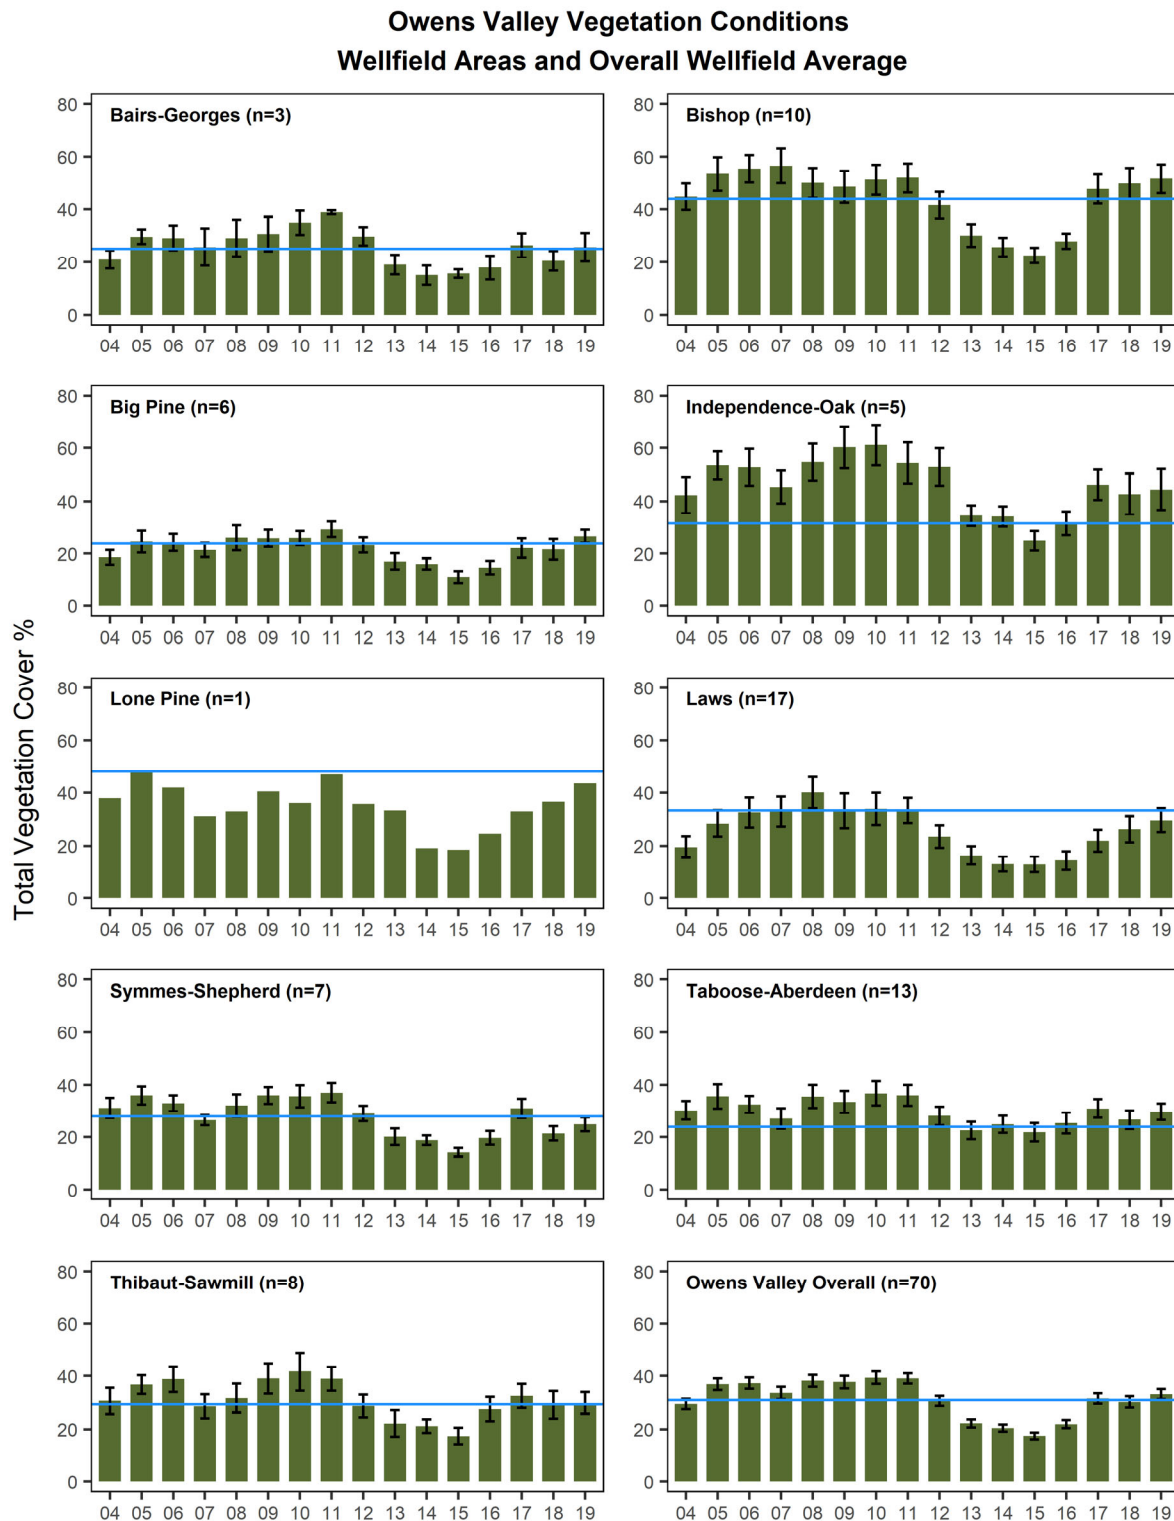 Owens Valley Vegetation Conditions
Wellfield Areas and Overall Wellfield Average
Total Vegetation Cover %
Bairs-Georges (n=3)
80
60
40
20
0
04 05 06 07 08 09 10 11 12 13 14 15 16 17 18 19
Bishop (n=10)
80
60
40
20
0
04 05 06 07 08 09 10 11 12 13 14 15 16 17 18 19
Big Pine (n=6)
80
60
40
20
0
04 05 06 07 08 09 10 11 12 13 14 15 16 17 18 19
Independence-Oak (n=5)
80
60
40
20
0
04 05 06 07 08 09 10 11 12 13 14 15 16 17 18 19
Lone Pine (n=1)
80
60
40
20
0
04 05 06 07 08 09 10 11 12 13 14 15 16 17 18 19
Laws (n=17)
80
60
40
20
0
04 05 06 07 08 09 10 11 12 13 14 15 16 17 18 19
Symmes-Shepherd (n=7)
80
60
40
20
0
04 05 06 07 08 09 10 11 12 13 14 15 16 17 18 19
Taboose-Aberdeen (n=13)
80
60
40
20
0
04 05 06 07 08 09 10 11 12 13 14 15 16 17 18 19
Thibaut-Sawmill (n=8)
80
60
40
20
0
04 05 06 07 08 09 10 11 12 13 14 15 16 17 18 19
Owens Valley Overall (n=70)
80
60
40
20
0
04 05 06 07 08 09 10 11 12 13 14 15 16 17 18 19